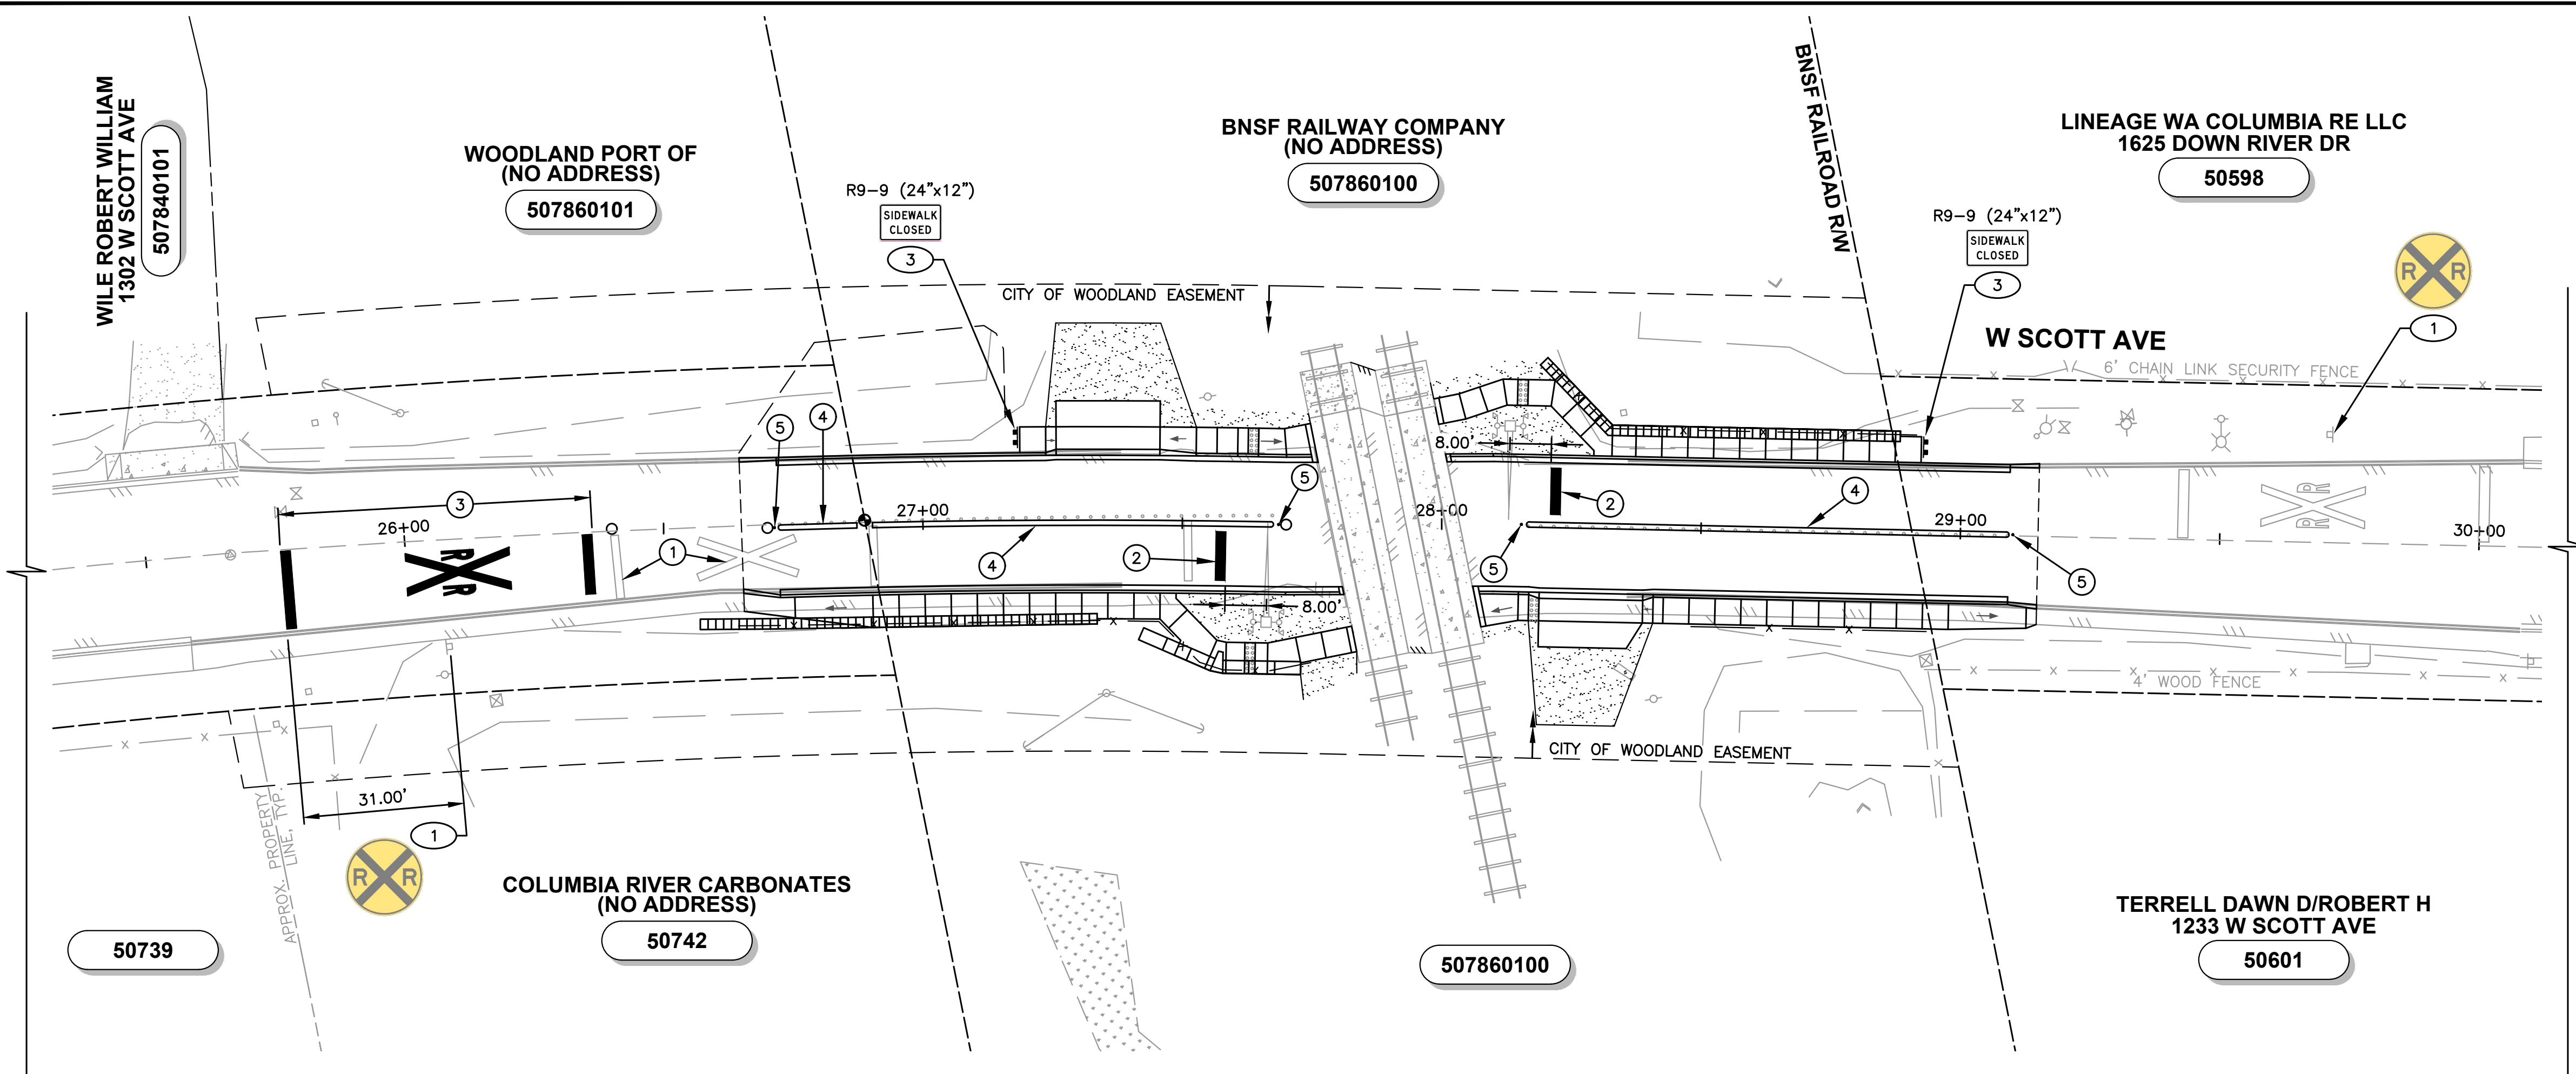 WILE ROBERT WILLIAM
1302 W SCOTT AVE
507840101
WOODLAND PORT OF
(NO ADDRESS)
507860101
R9-9 (24"x12")
SIDEWALK
CLOSED
3
BNSF RAILWAY COMPANY
(NO ADDRESS)
507860100
BNSF RAILROAD R/W
LINEAGE WA COLUMBIA RE LLC
1625 DOWN RIVER DR
50598
R9-9 (24"x12")
SIDEWALK
CLOSED
3
R R
1
CITY OF WOODLAND EASEMENT
W SCOTT AVE
6' CHAIN LINK SECURITY FENCE
5
4
8.00'
3
26+00
27+00
5
28+00
2
4
29+00
30+00
R R
R R
1
4
2
5
5
8.00'
31.00'
1
R R
APPROX. PROPERTY
LINE, TYP.
CITY OF WOODLAND EASEMENT
4' WOOD FENCE
50739
COLUMBIA RIVER CARBONATES
(NO ADDRESS)
50742
507860100
TERRELL DAWN D/ROBERT H
1233 W SCOTT AVE
50601